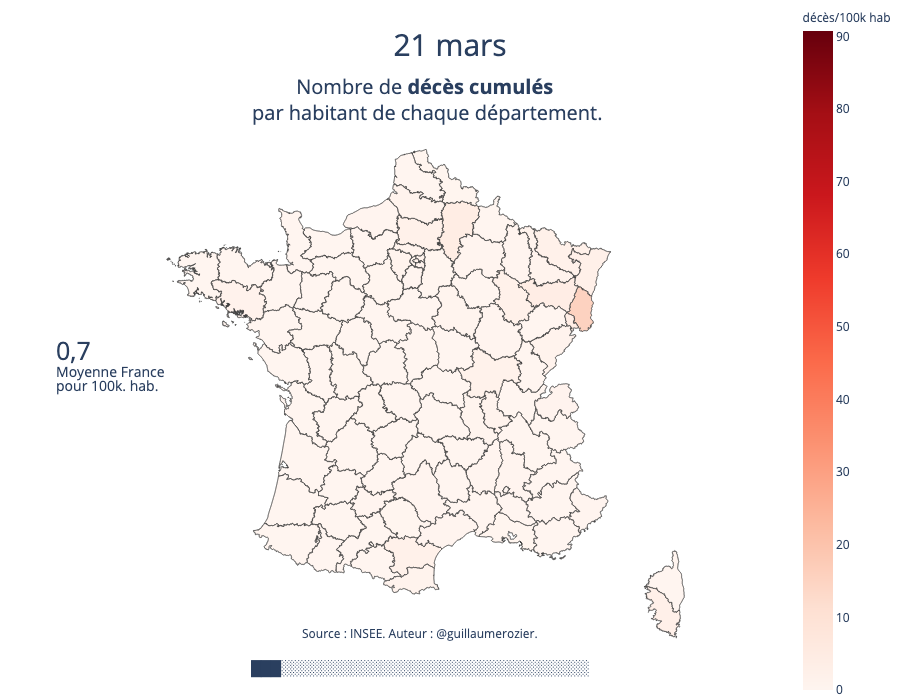 21 mars
Nombre de décès cumulés
par habitant de chaque département.
décès/100k hab
90
80
70
60
50
40
30
20
10
0
0,7
Moyenne France
pour 100k. hab.
Source : INSEE. Auteur : @guillaumerozier.